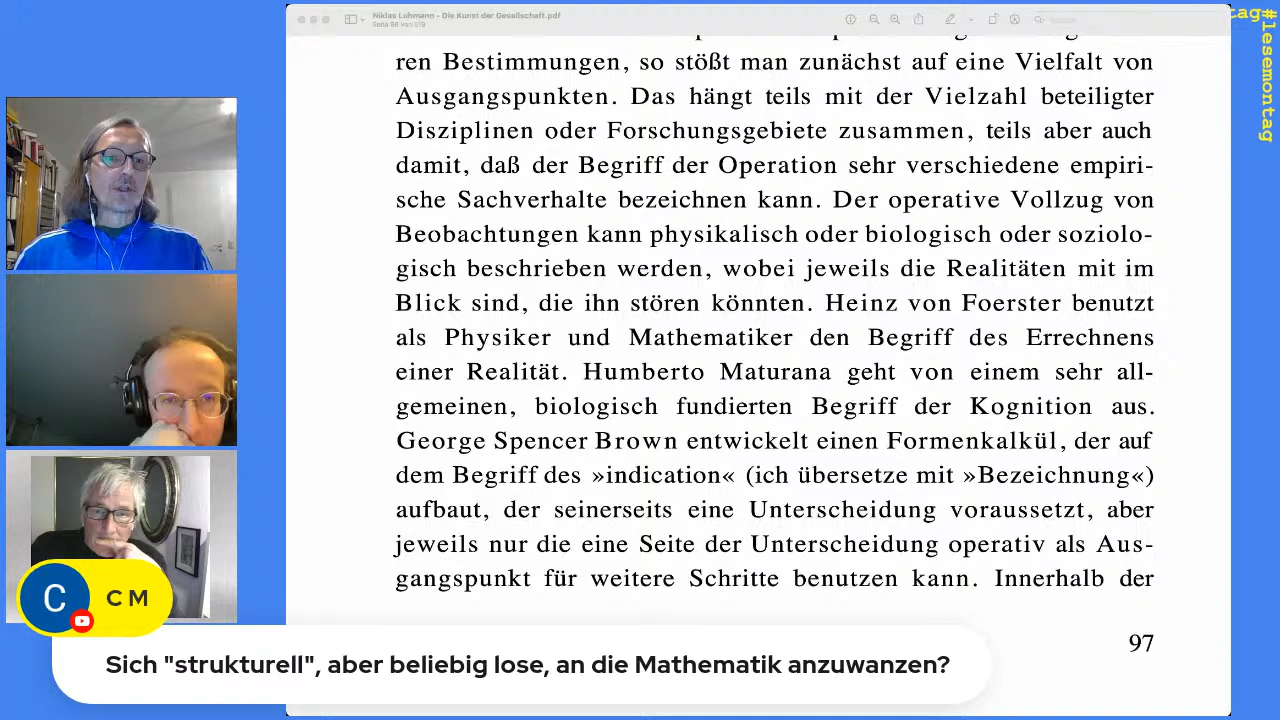 Niklas Luhmann - Die Kunst der Gesellschaft.pdf
Seite 98 von 519
ren Bestimmungen, so stößt man zunächst auf eine Vielfalt von
Ausgangspunkten. Das hängt teils mit der Vielzahl beteiligter
Disziplinen oder Forschungsgebiete zusammen, teils aber auch
damit, daß der Begriff der Operation sehr verschiedene empiri-
sche Sachverhalte bezeichnen kann. Der operative Vollzug von
Beobachtungen kann physikalisch oder biologisch oder soziolo-
gisch beschrieben werden, wobei jeweils die Realitäten mit im
Blick sind, die ihn stören könnten. Heinz von Foerster benutzt
als Physiker und Mathematiker den Begriff des Errechnens
einer Realität. Humberto Maturana geht von einem sehr all-
gemeinen, biologisch fundierten Begriff der Kognition aus.
George Spencer Brown entwickelt einen Formenkalkül, der auf
dem Begriff des »indication« (ich übersetze mit »Bezeichnung«)
aufbaut, der seinerseits eine Unterscheidung voraussetzt, aber
jeweils nur die eine Seite der Unterscheidung operativ als Aus-
gangspunkt für weitere Schritte benutzen kann. Innerhalb der
97
tag
#lesemontag
C
C M
Sich "strukturell", aber beliebig lose, an die Mathematik anzuwanzen?